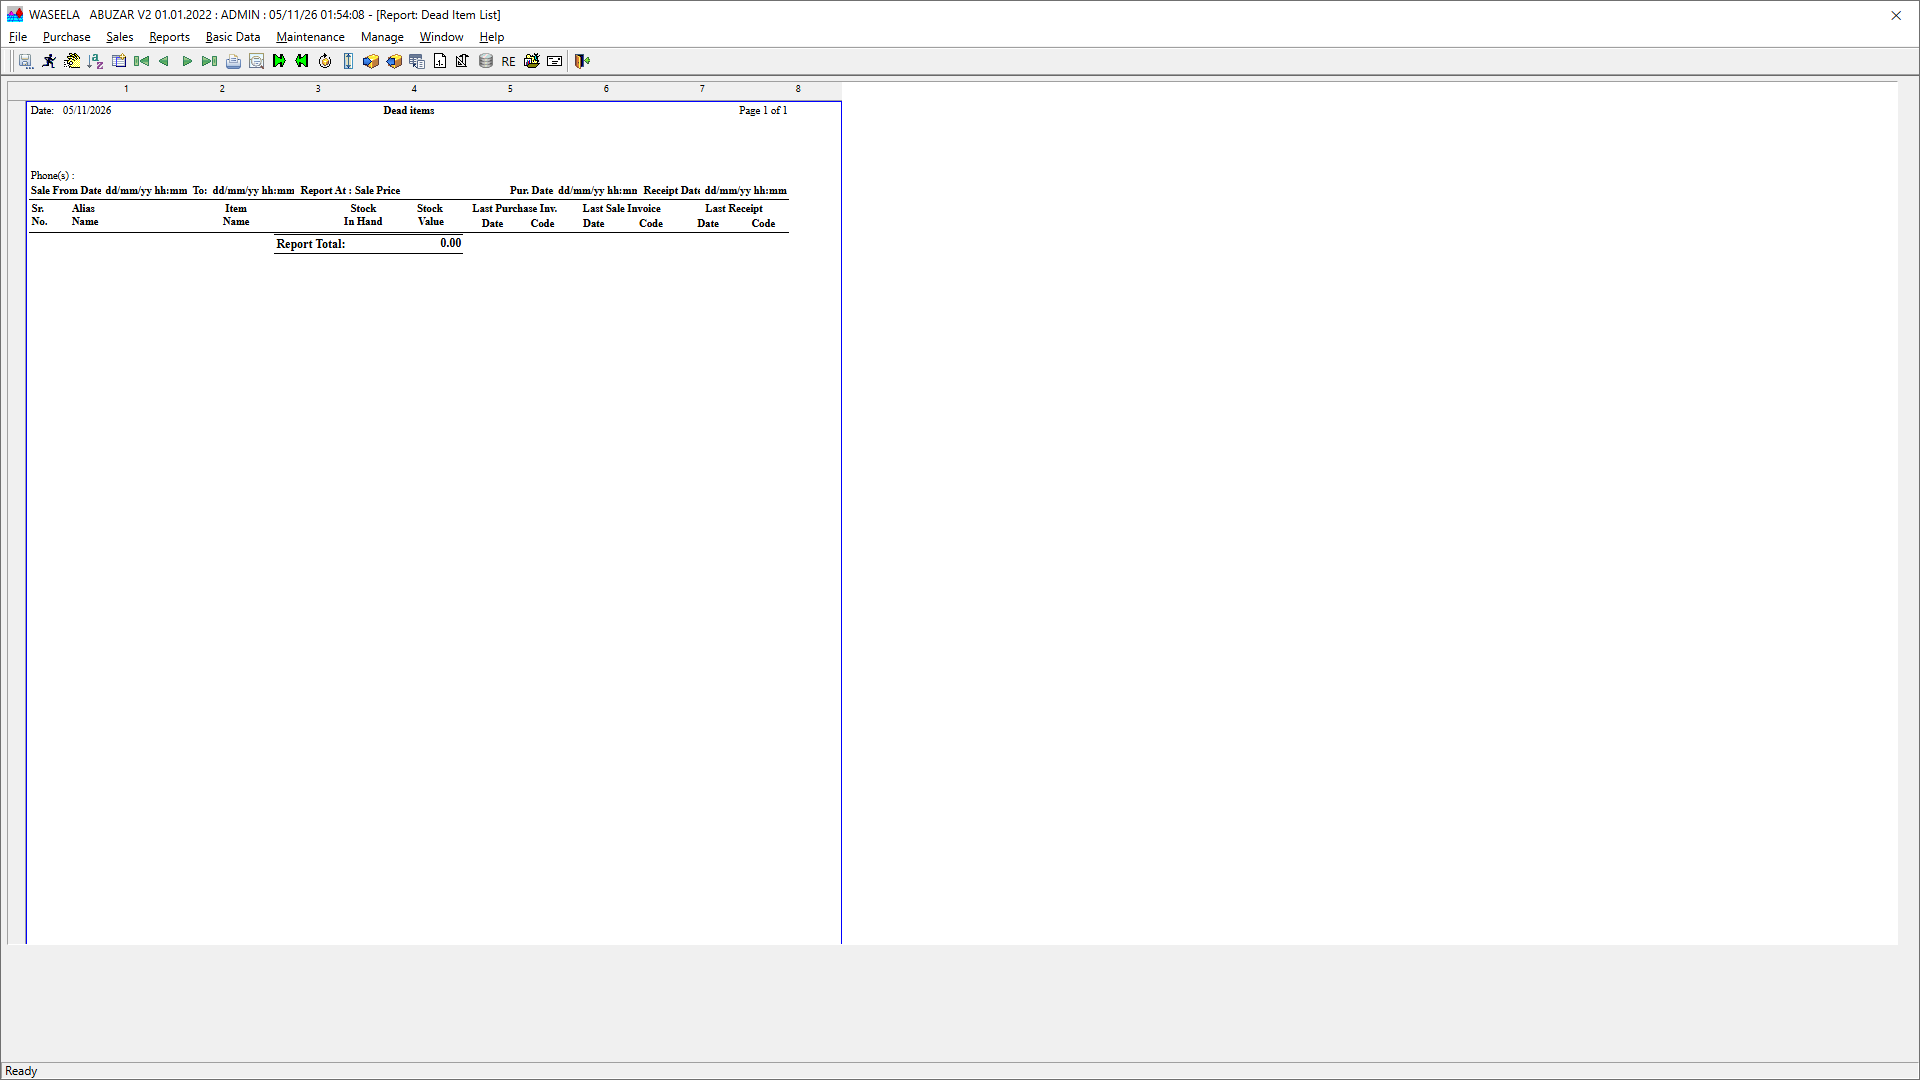 WASEELA   ABUZAR V2 01.01.2022 : ADMIN : 05/11/26 01:54:08 - [Report: Dead Item List]
File Purchase Sales Reports Basic Data Maintenance Manage Window Help
RE
1 2 3 4 5 6 7 8
Date: 05/11/2026 Dead items Page 1 of 1
Phone(s) :
Sale From Date dd/mm/yy hh:mm To: dd/mm/yy hh:mm Report At : Sale Price Pur. Date dd/mm/yy hh:mn Receipt Date dd/mm/yy hh:mm
Sr. Alias Item Stock Stock Last Purchase Inv. Last Sale Invoice Last Receipt
No. Name Name In Hand Value Date Code Date Code Date Code
Report Total: 0.00
Ready